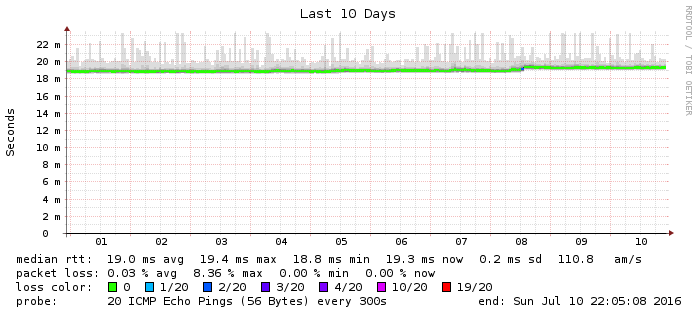 Last 10 Days
RRDTOOL / TOBI OETIKER
Seconds
22 m
20 m
18 m
16 m
14 m
12 m
10 m
8 m
6 m
4 m
2 m
0
01 02 03 04 05 06 07 08 09 10
median rtt: 19.0 ms avg 19.4 ms max 18.8 ms min 19.3 ms now 0.2 ms sd 110.8 am/s
packet loss: 0.03 % avg 8.36 % max 0.00 % min 0.00 % now
loss color: 0 1/20 2/20 3/20 4/20 10/20 19/20
probe: 20 ICMP Echo Pings (56 Bytes) every 300s end: Sun Jul 10 22:05:08 2016